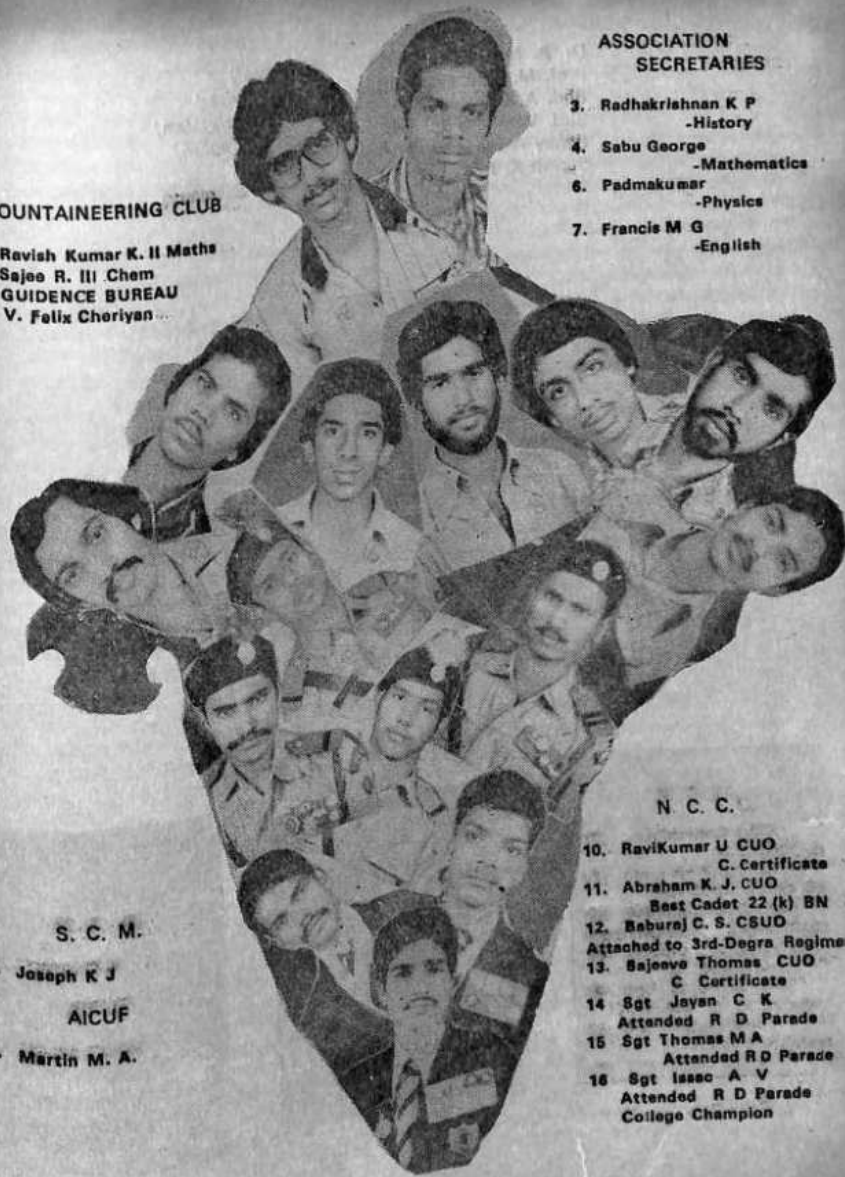 ASSOCIATION
SECRETARIES
3. Radhakrishnan K P
-History
4. Sabu George
-Mathematics
6. Padmakumar
-Physics
7. Francis M G
-English
OUNTAINEERING CLUB
Ravish Kumar K. II Maths
Sajee R. III Chem
GUIDENCE BUREAU
V. Felix Cheriyan
N C. C.
10. RaviKumar U CUO
C. Certificate
11. Abraham K. J. CUO
Best Cadet 22 (k) BN
12. Baburaj C. S. CSUO
Attached to 3rd-Degra Regime
13. Sajeeve Thomas CUO
C Certificate
14 Sgt Jayan C K
Attended R D Parade
15 Sgt Thomas M A
Attended R D Parade
16 Sgt Issac A V
Attended R D Parade
College Champion
S. C. M.
Joseph K J
AICUF
Martin M. A.